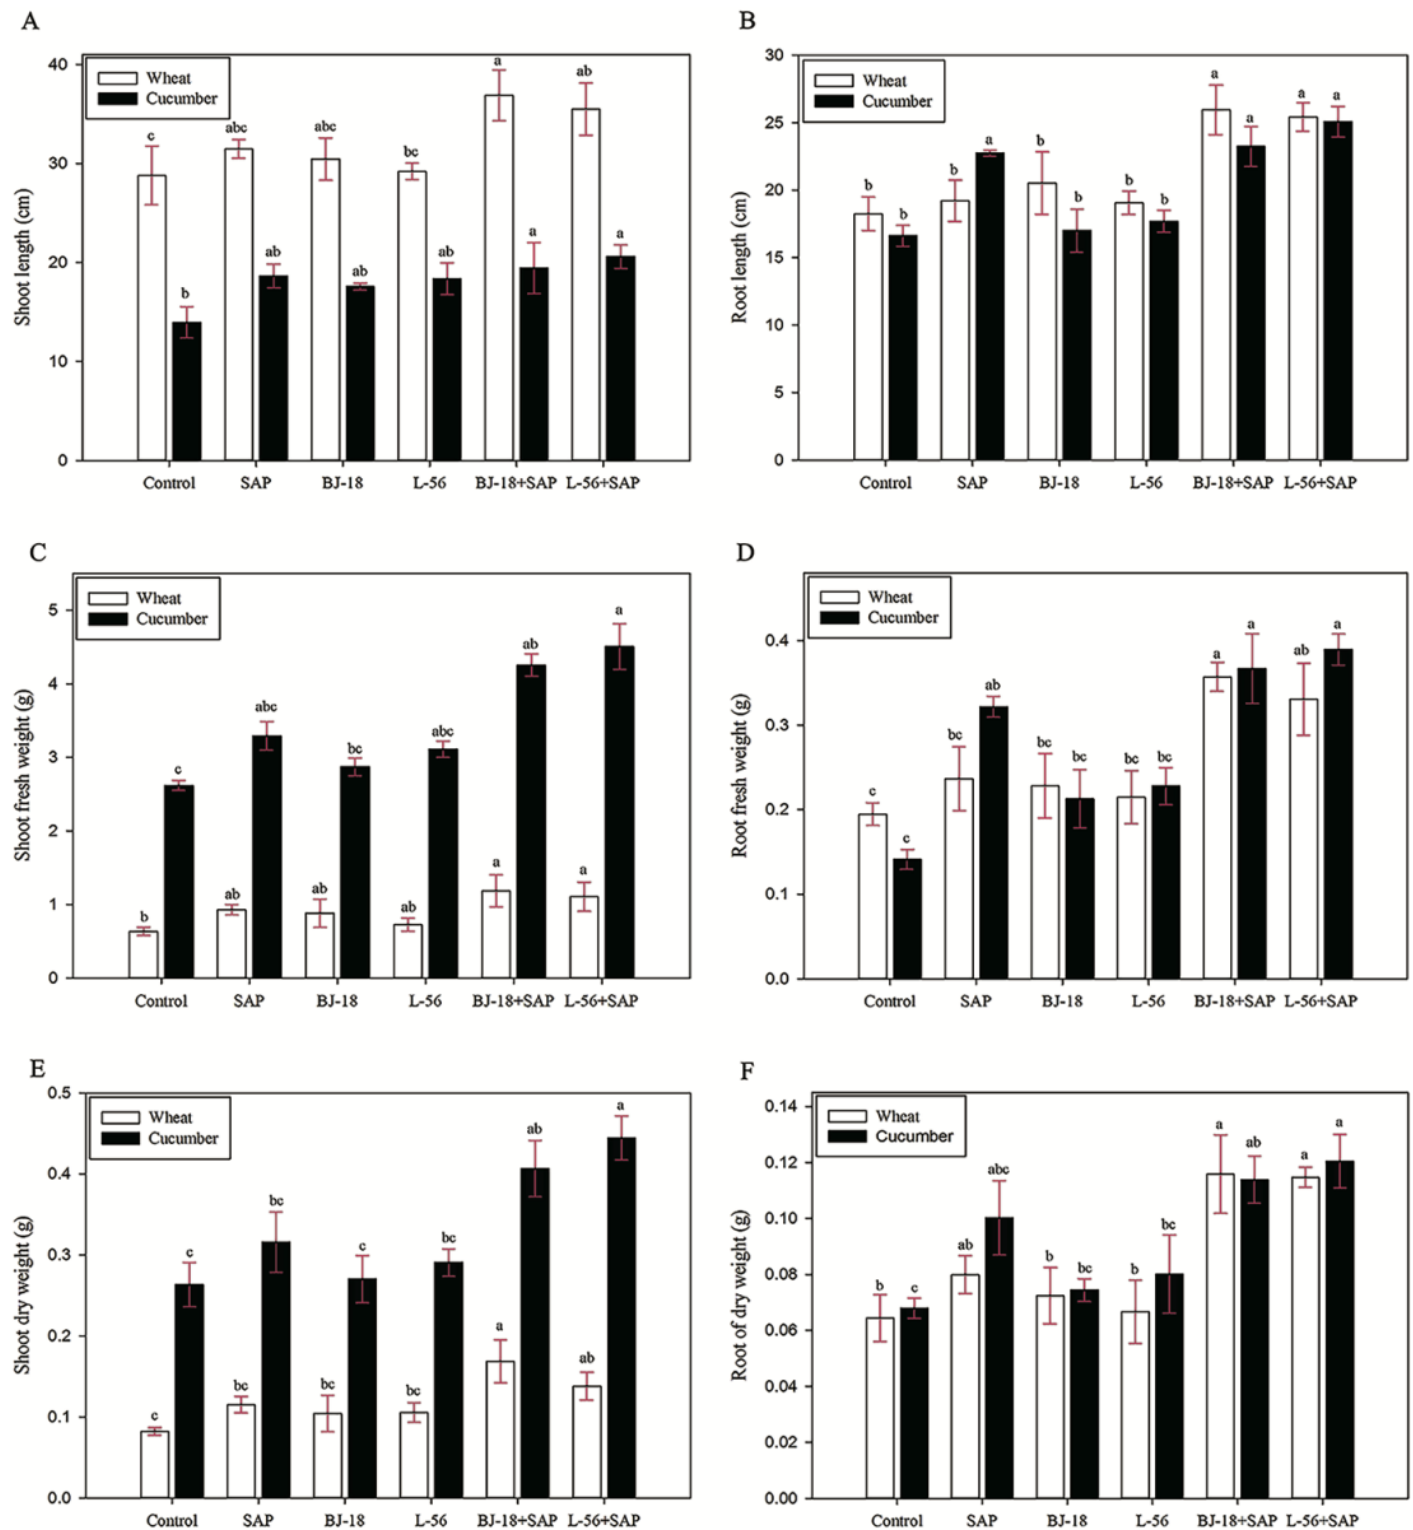 A
Shoot length (cm)
40
30
20
10
0
Wheat
Cucumber
c
b
abc
ab
abc
ab
bc
ab
a
a
ab
a
Control SAP BJ-18 L-56 BJ-18+SAP L-56+SAP
B
Root length (cm)
30
25
20
15
10
5
0
Wheat
Cucumber
b
b
b
a
b
b
b
b
a
a
a
a
Control SAP BJ-18 L-56 BJ-18+SAP L-56+SAP
C
Shoot fresh weight (g)
5
4
3
2
1
0
Wheat
Cucumber
b
c
ab
abc
ab
bc
ab
abc
a
ab
a
a
Control SAP BJ-18 L-56 BJ-18+SAP L-56+SAP
D
Root fresh weight (g)
0.4
0.3
0.2
0.1
0.0
Wheat
Cucumber
c
c
bc
ab
bc
bc
bc
bc
a
a
ab
a
Control SAP BJ-18 L-56 BJ-18+SAP L-56+SAP
E
Shoot dry weight (g)
0.5
0.4
0.3
0.2
0.1
0.0
Wheat
Cucumber
c
c
bc
bc
bc
c
bc
bc
a
ab
ab
a
Control SAP BJ-18 L-56 BJ-18+SAP L-56+SAP
F
Root of dry weight (g)
0.14
0.12
0.10
0.08
0.06
0.04
0.02
0.00
Wheat
Cucumber
b
c
ab
abc
b
bc
b
bc
a
ab
a
a
Control SAP BJ-18 L-56 BJ-18+SAP L-56+SAP